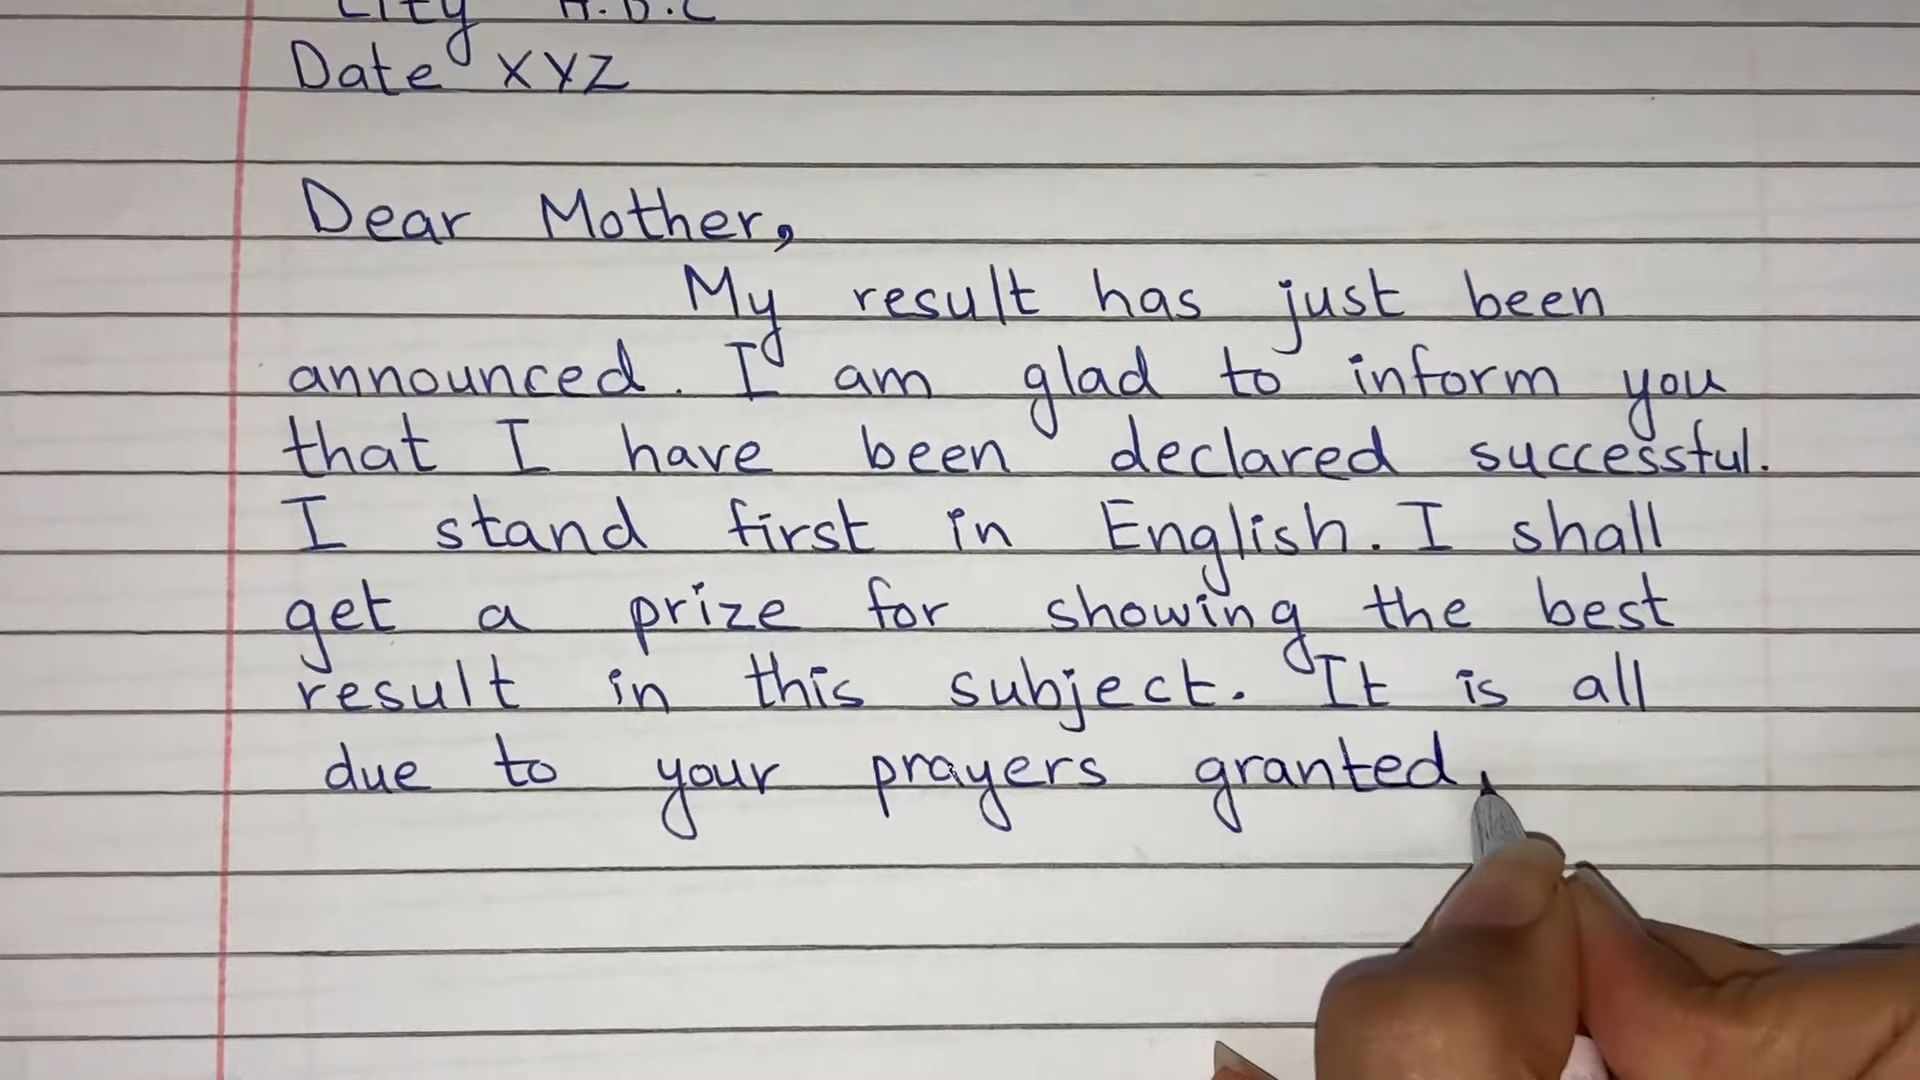 City A.B.C
Date XYZ
Dear Mother,
My result has just been
announced. I am glad to inform you
that I have been declared successful.
I stand first in English. I shall
get a prize for showing the best
result in this subject. It is all
due to your prayers granted